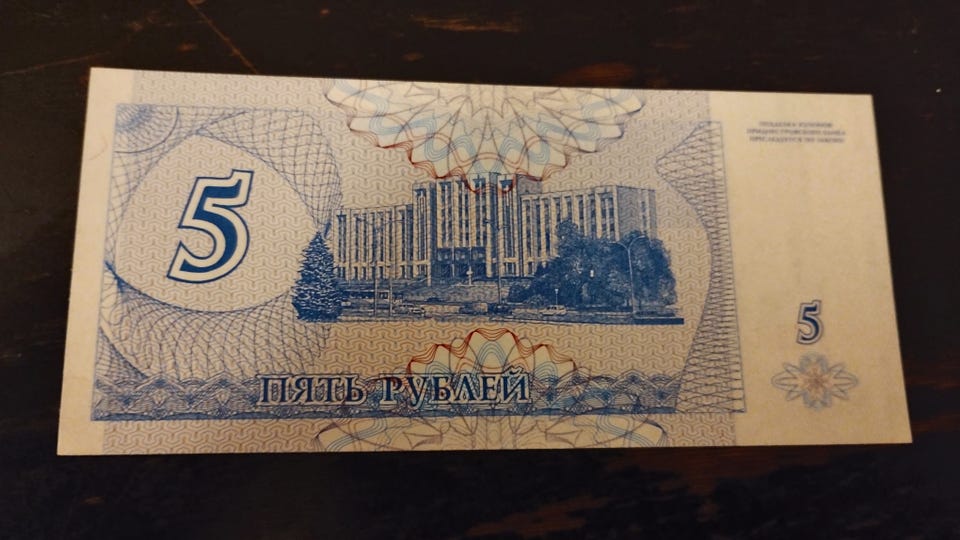 5
ПОДДЕЛКА КУПОНОВ
ПРИДНЕСТРОВСКОГО БАНКА
ПРЕСЛЕДУЕТСЯ ПО ЗАКОНУ
5
ПЯТЬ РУБЛЕЙ